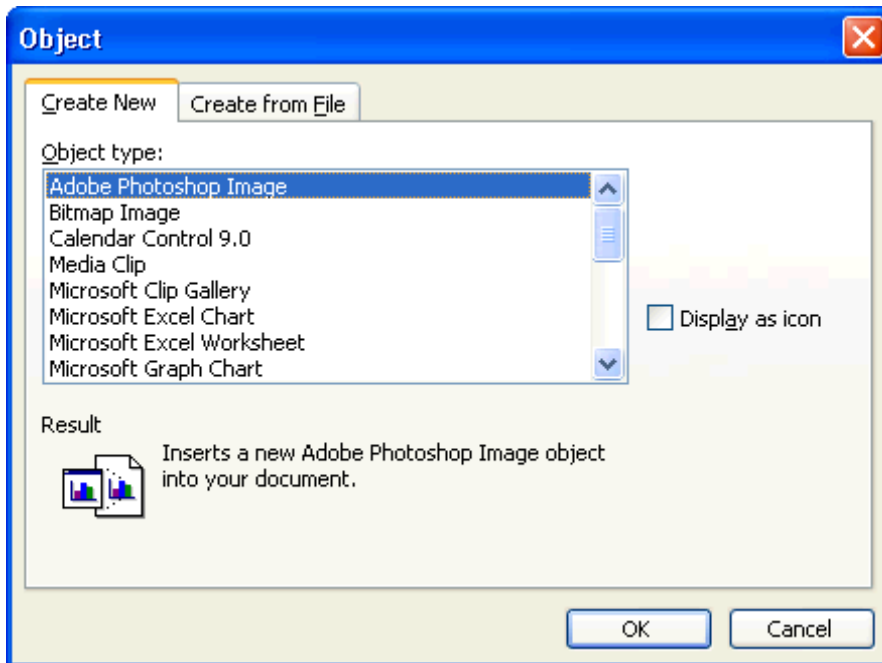 Object
Create New
Create from File
Object type:
Adobe Photoshop Image
Bitmap Image
Calendar Control 9.0
Media Clip
Microsoft Clip Gallery
Microsoft Excel Chart
Microsoft Excel Worksheet
Microsoft Graph Chart
Display as icon
Result
Inserts a new Adobe Photoshop Image object
into your document.
OK
Cancel